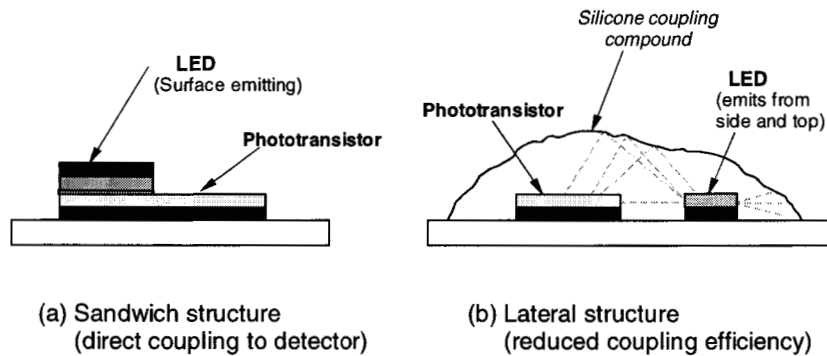 LED
(Surface emitting)
Phototransistor
(a) Sandwich structure
(direct coupling to detector)
Silicone coupling
compound
LED
(emits from
side and top)
Phototransistor
(b) Lateral structure
(reduced coupling efficiency)